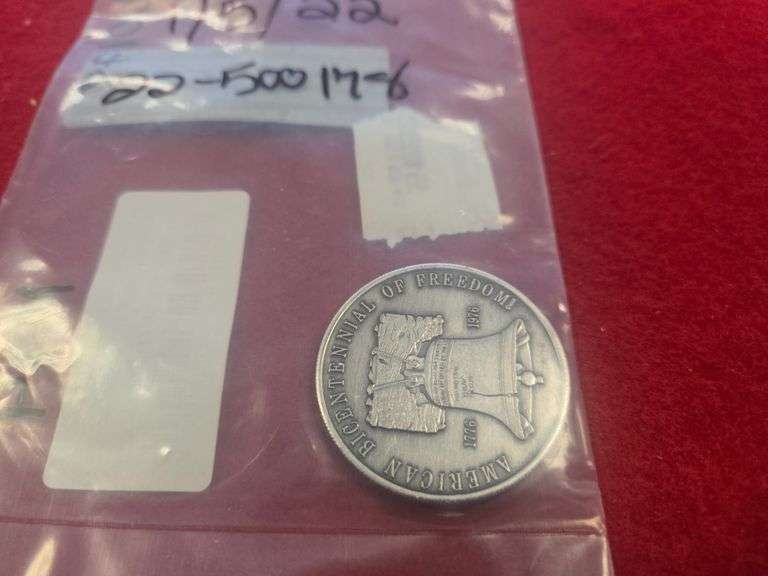 1/5/22
22-50017-6
AMERICAN BICENTENNIAL OF FREEDOM!
1776
1976